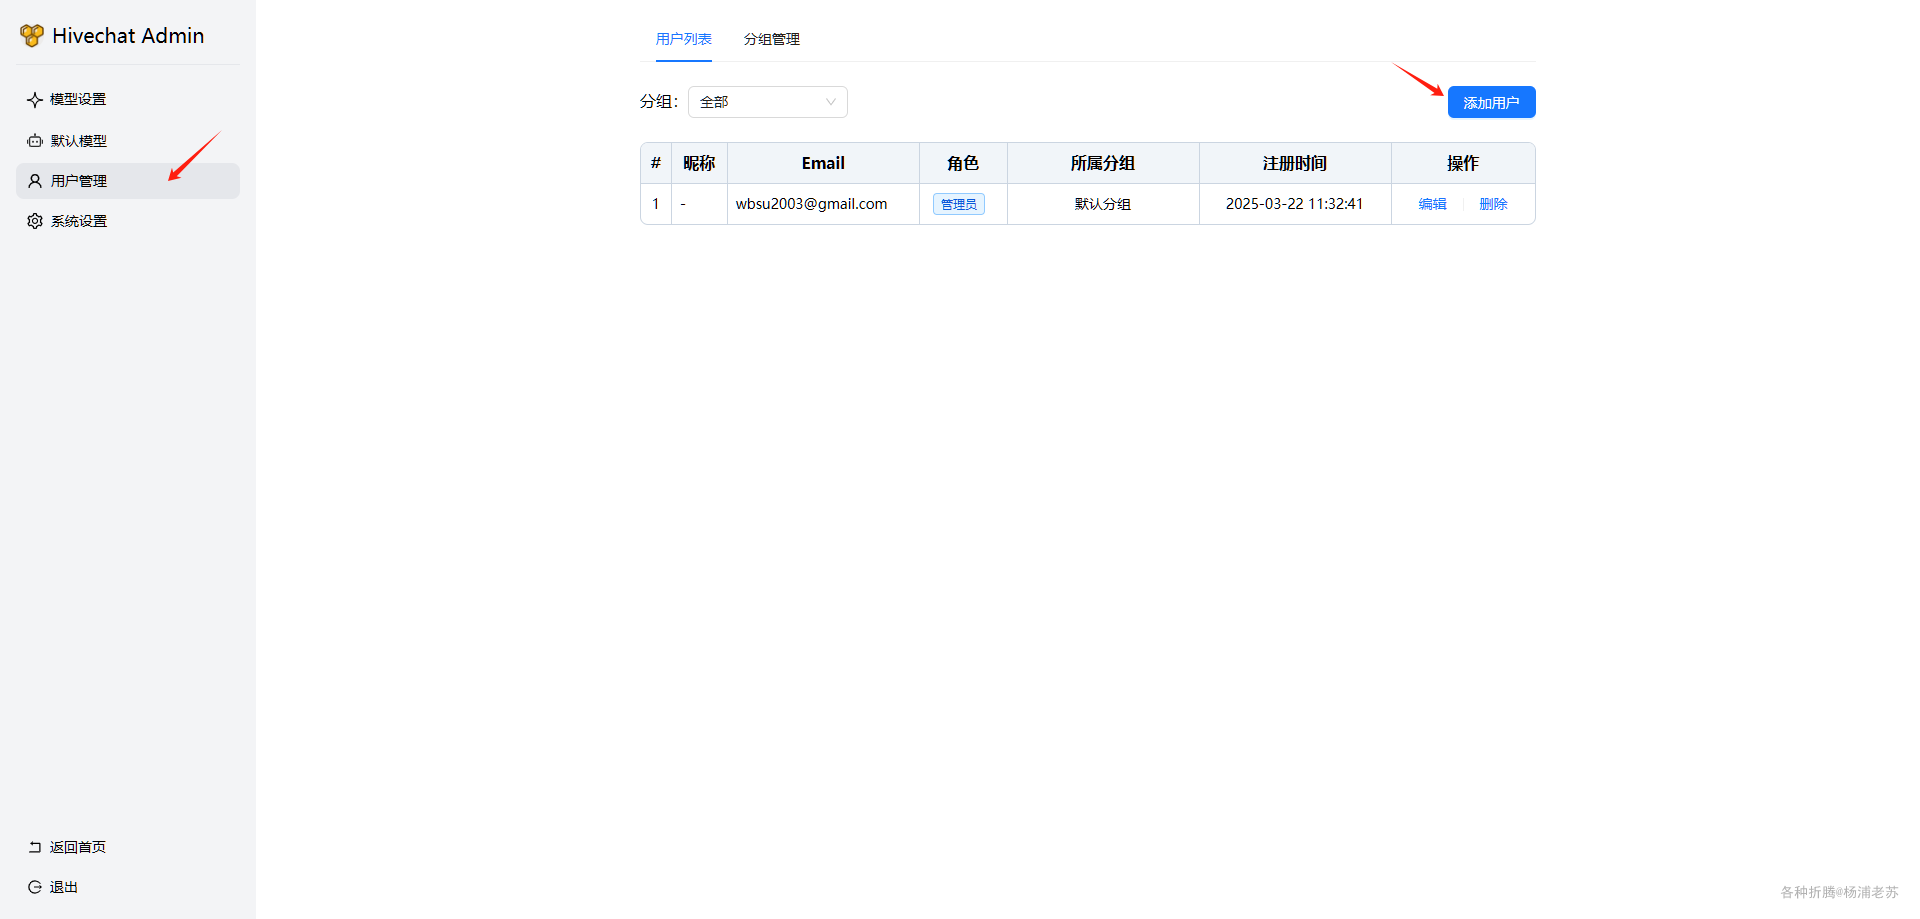 Hivechat Admin
模型设置
默认模型
用户管理
系统设置
返回首页
退出
用户列表 分组管理
分组: 全部 添加用户
# 昵称 Email 角色 所属分组 注册时间 操作
1 - wbsu2003@gmail.com 管理员 默认分组 2025-03-22 11:32:41 编辑 删除
各种折腾@杨浦老苏